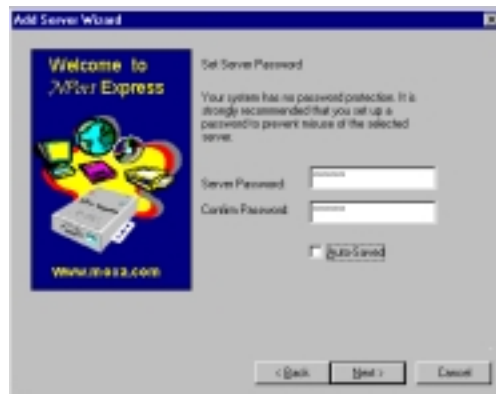 Add Server Wizard
Welcome to
NPort Express
www.moxa.com
Set Server Password
Your system has no password protection. It is
strongly recommended that you set up a
password to prevent misuse of the selected
server.
Server Password:
Confirm Password:
Auto-Saved
< Back
Next >
Cancel